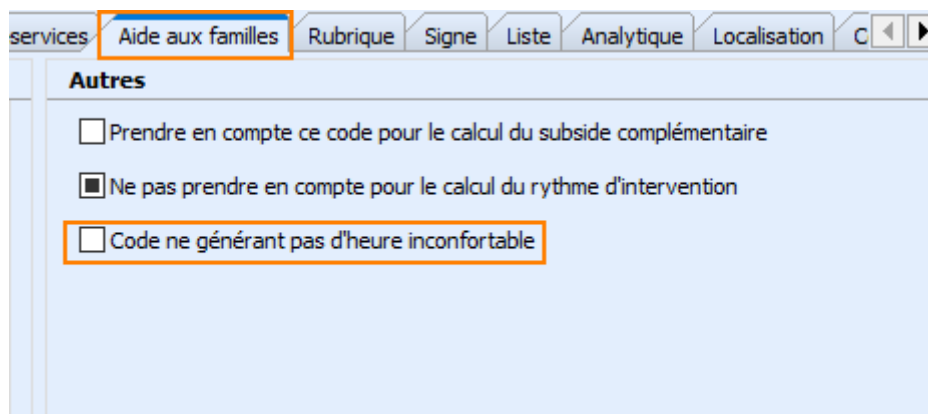 services Aide aux familles Rubrique Signe Liste Analytique Localisation C
Autres
Prendre en compte ce code pour le calcul du subside complémentaire
Ne pas prendre en compte pour le calcul du rythme d'intervention
Code ne générant pas d'heure inconfortable